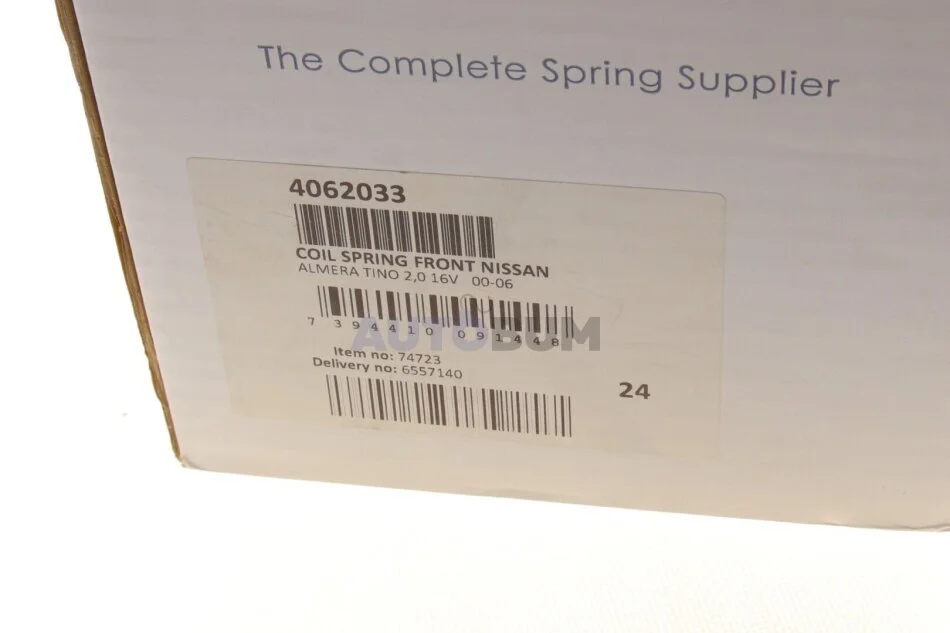 The Complete Spring Supplier
4062033
COIL SPRING FRONT NISSAN
ALMERA TINO 2,0 16V 00-06
7 394410 091448
AUTOBUM
Item no: 74723
Delivery no: 6557140
24